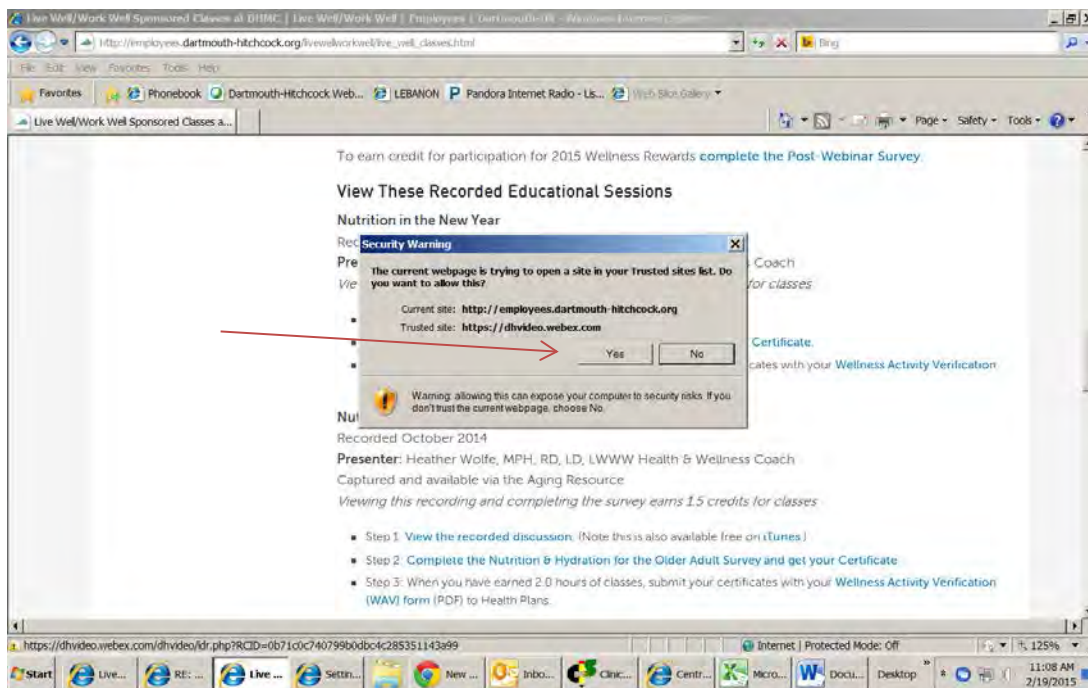 Live Well/Work Well Sponsored Classes at DHMC | Live Well/Work Well | Employees | Dartmouth-Hi - Windows Internet Explorer
http://employees.dartmouth-hitchcock.org/livewellworkwell/live_well_classes.html
Bing
File Edit View Favorites Tools Help
Favorites Phonebook Dartmouth-Hitchcock Web... LEBANON Pandora Internet Radio - Lis... Web Slice Gallery
Live Well/Work Well Sponsored Classes a...
Page Safety Tools
To earn credit for participation for 2015 Wellness Rewards complete the Post-Webinar Survey.
View These Recorded Educational Sessions
Nutrition in the New Year
Rec
Pre Coach
Vie for classes
Certificate.
cates with your Wellness Activity Verification
Security Warning
The current webpage is trying to open a site in your Trusted sites list. Do
you want to allow this?
Current site: http://employees.dartmouth-hitchcock.org
Trusted site: https://dhvideo.webex.com
Yes No
Warning: allowing this can expose your computer to security risks. If you
don't trust the current webpage, choose No.
Nut
Recorded October 2014
Presenter: Heather Wolfe, MPH, RD, LD, LWWW Health & Wellness Coach
Captured and available via the Aging Resource
Viewing this recording and completing the survey earns 1.5 credits for classes
Step 1: View the recorded discussion. (Note this is also available free on iTunes.)
Step 2: Complete the Nutrition & Hydration for the Older Adult Survey and get your Certificate
Step 3: When you have earned 2.0 hours of classes, submit your certificates with your Wellness Activity Verification
(WAV) form (PDF) to Health Plans.
https://dhvideo.webex.com/dhvideo/ldr.php?RCID=0b71c0c740799b0dbc4c285351143a99
Internet | Protected Mode: Off
125%
Start Live... RE: ... Live ... Settin... New ... Inbo... Clinic... Centr... Micro... Docu... Desktop »
11:08 AM
2/19/2015